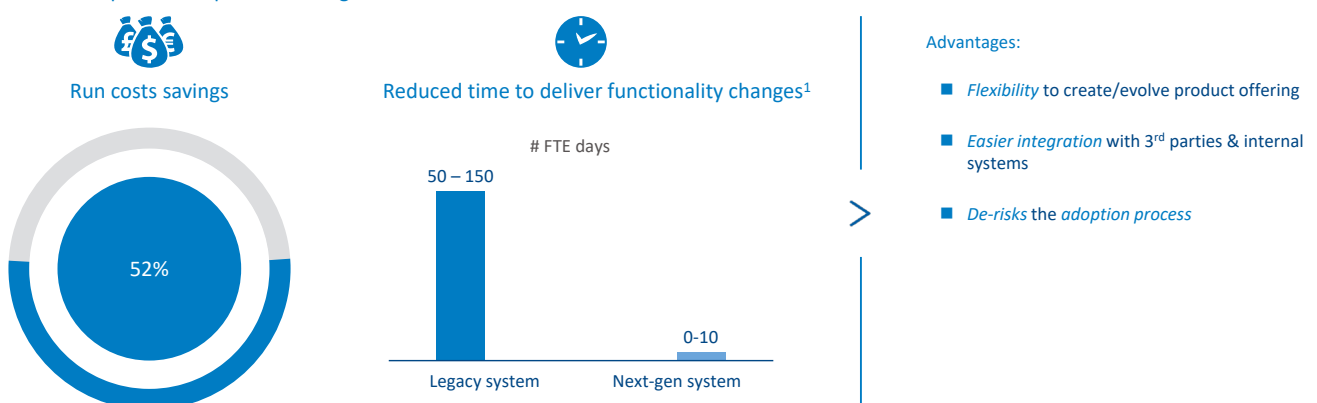 £$€
Run costs savings
52%
Reduced time to deliver functionality changes1
# FTE days
50 – 150
0-10
Legacy system
Next-gen system
>
Advantages:
■ Flexibility to create/evolve product offering
■ Easier integration with 3rd parties & internal
systems
■ De-risks the adoption process